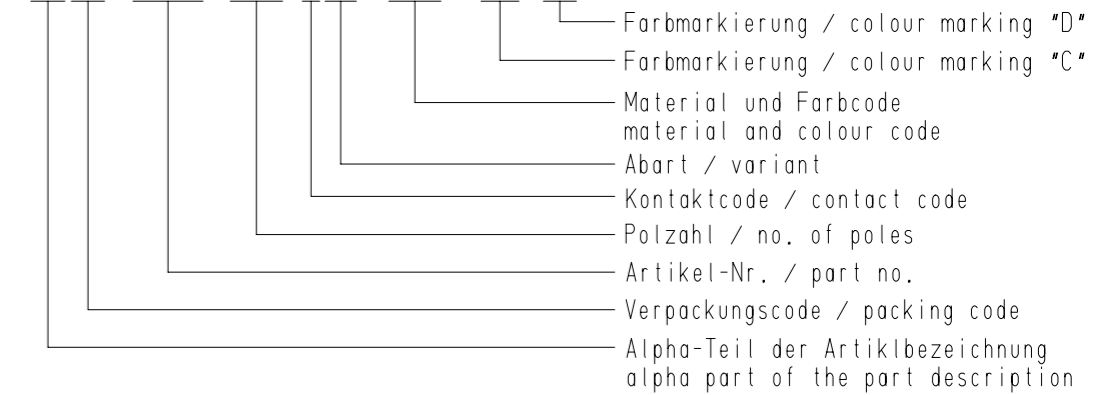 Farbmarkierung / colour marking "D"
Farbmarkierung / colour marking "C"
Material und Farbcode
material and colour code
Abart / variant
Kontaktcode / contact code
Polzahl / no. of poles
Artikel-Nr. / part no.
Verpackungscode / packing code
Alpha-Teil der Artiklbezeichnung
alpha part of the part description